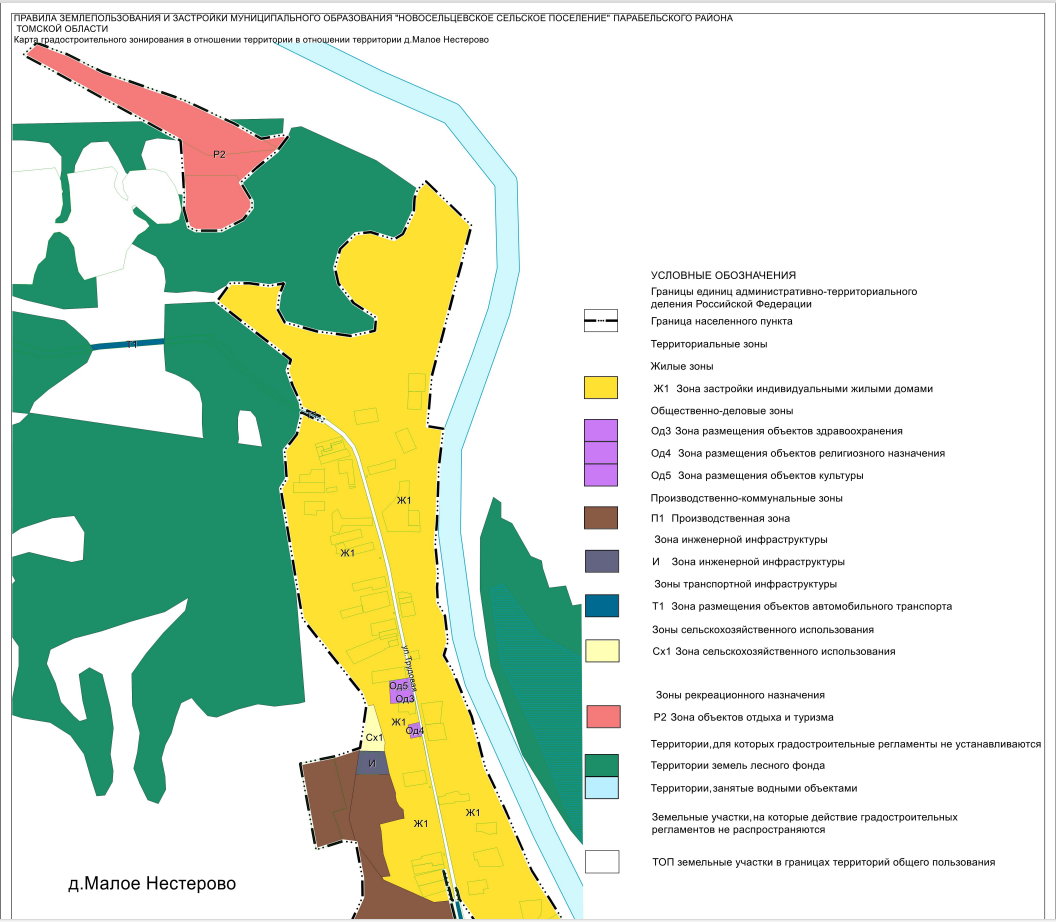 ПРАВИЛА ЗЕМЛЕПОЛЬЗОВАНИЯ И ЗАСТРОЙКИ МУНИЦИПАЛЬНОГО ОБРАЗОВАНИЯ "НОВОСЕЛЬЦЕВСКОЕ СЕЛЬСКОЕ ПОСЕЛЕНИЕ" ПАРАБЕЛЬСКОГО РАЙОНА
ТОМСКОЙ ОБЛАСТИ
Карта градостроительного зонирования в отношении территории в отношении территории д.Малое Нестерово
Р2
Т1
Ж1
Ж1
ул.Трудовая
Од5
Од3
Ж1
Од4
Сх1
И
Ж1
Ж1
д.Малое Нестерово
УСЛОВНЫЕ ОБОЗНАЧЕНИЯ
Границы единиц административно-территориального
деления Российской Федерации
Граница населенного пункта
Территориальные зоны
Жилые зоны
Ж1 Зона застройки индивидуальными жилыми домами
Общественно-деловые зоны
Од3 Зона размещения объектов здравоохранения
Од4 Зона размещения объектов религиозного назначения
Од5 Зона размещения объектов культуры
Производственно-коммунальные зоны
П1 Производственная зона
Зона инженерной инфраструктуры
И Зона инженерной инфраструктуры
Зоны транспортной инфраструктуры
Т1 Зона размещения объектов автомобильного транспорта
Зоны сельскохозяйственного использования
Сх1 Зона сельскохозяйственного использования
Зоны рекреационного назначения
Р2 Зона объектов отдыха и туризма
Территории, для которых градостроительные регламенты не устанавливаются
Территории земель лесного фонда
Территории, занятые водными объектами
Земельные участки, на которые действие градостроительных
регламентов не распространяются
ТОП земельные участки в границах территорий общего пользования